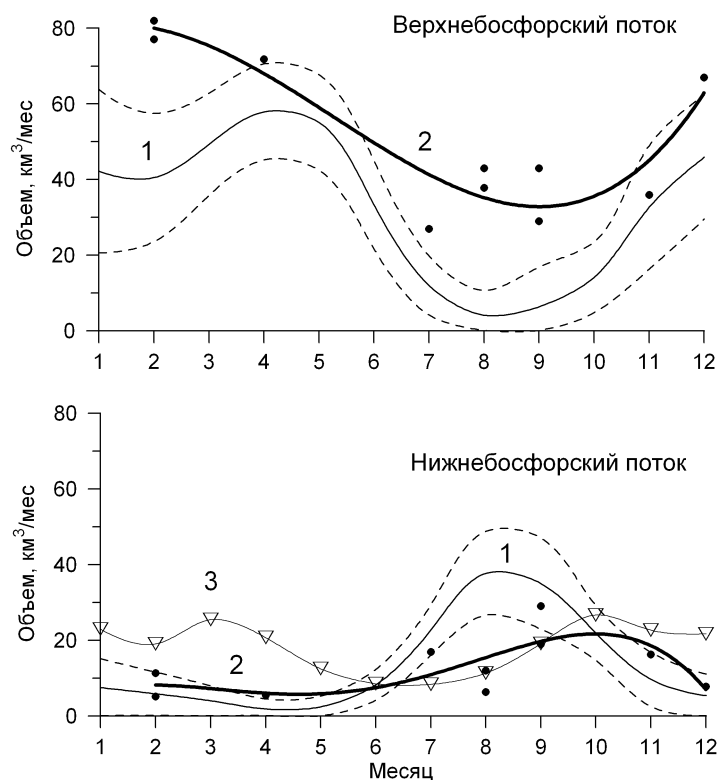 Верхнебосфорский поток
80
60
40
20
0
Объем, км³/мес
1
2
1 2 3 4 5 6 7 8 9 10 11 12
Нижнебосфорский поток
80
60
40
20
0
Объем, км³/мес
1
3
2
1 2 3 4 5 6 7 8 9 10 11 12
Месяц